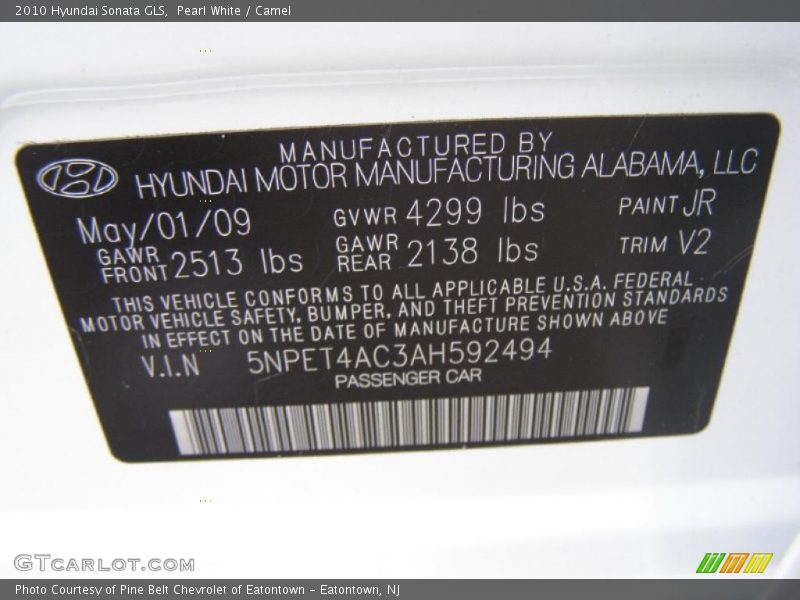 2010 Hyundai Sonata GLS, Pearl White / Camel
MANUFACTURED BY
HYUNDAI MOTOR MANUFACTURING ALABAMA, LLC
May/01/09 GVWR 4299 lbs PAINT JR
GAWR FRONT 2513 lbs GAWR REAR 2138 lbs TRIM V2
THIS VEHICLE CONFORMS TO ALL APPLICABLE U.S.A. FEDERAL
MOTOR VEHICLE SAFETY, BUMPER, AND THEFT PREVENTION STANDARDS
IN EFFECT ON THE DATE OF MANUFACTURE SHOWN ABOVE
V.I.N 5NPET4AC3AH592494
PASSENGER CAR
GTCARLOT.COM
Photo Courtesy of Pine Belt Chevrolet of Eatontown – Eatontown, NJ